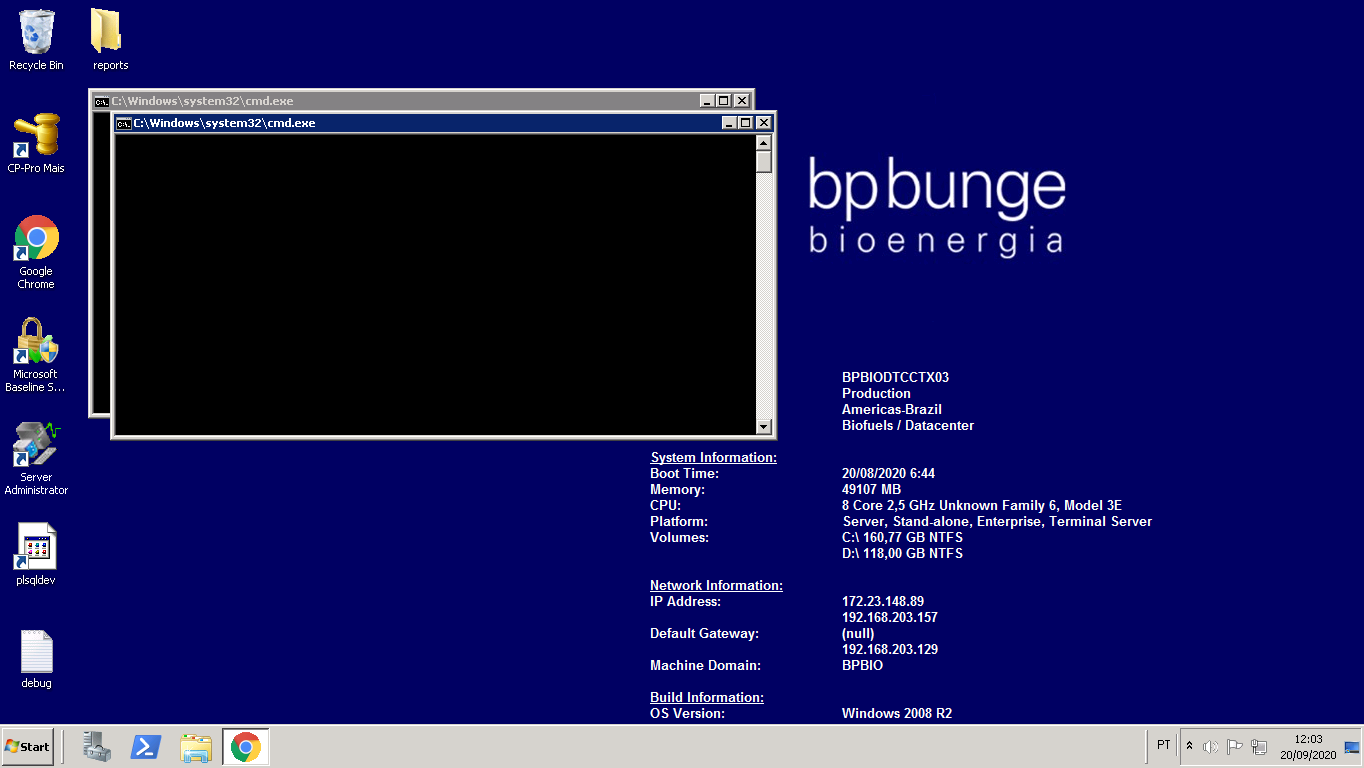 Recycle Bin
reports
CP-Pro Mais
Google
Chrome
Microsoft
Baseline S...
Server
Administrator
plsqldev
debug
C:\Windows\system32\cmd.exe
C:\Windows\system32\cmd.exe
bpbunge
bioenergia
BPBIODTCCTX03
Production
Americas-Brazil
Biofuels / Datacenter
System Information:
Boot Time: 20/08/2020 6:44
Memory: 49107 MB
CPU: 8 Core 2,5 GHz Unknown Family 6, Model 3E
Platform: Server, Stand-alone, Enterprise, Terminal Server
Volumes: C:\ 160,77 GB NTFS
D:\ 118,00 GB NTFS
Network Information:
IP Address: 172.23.148.89
192.168.203.157
Default Gateway: (null)
192.168.203.129
Machine Domain: BPBIO
Build Information:
OS Version: Windows 2008 R2
Start
PT
12:03
20/09/2020